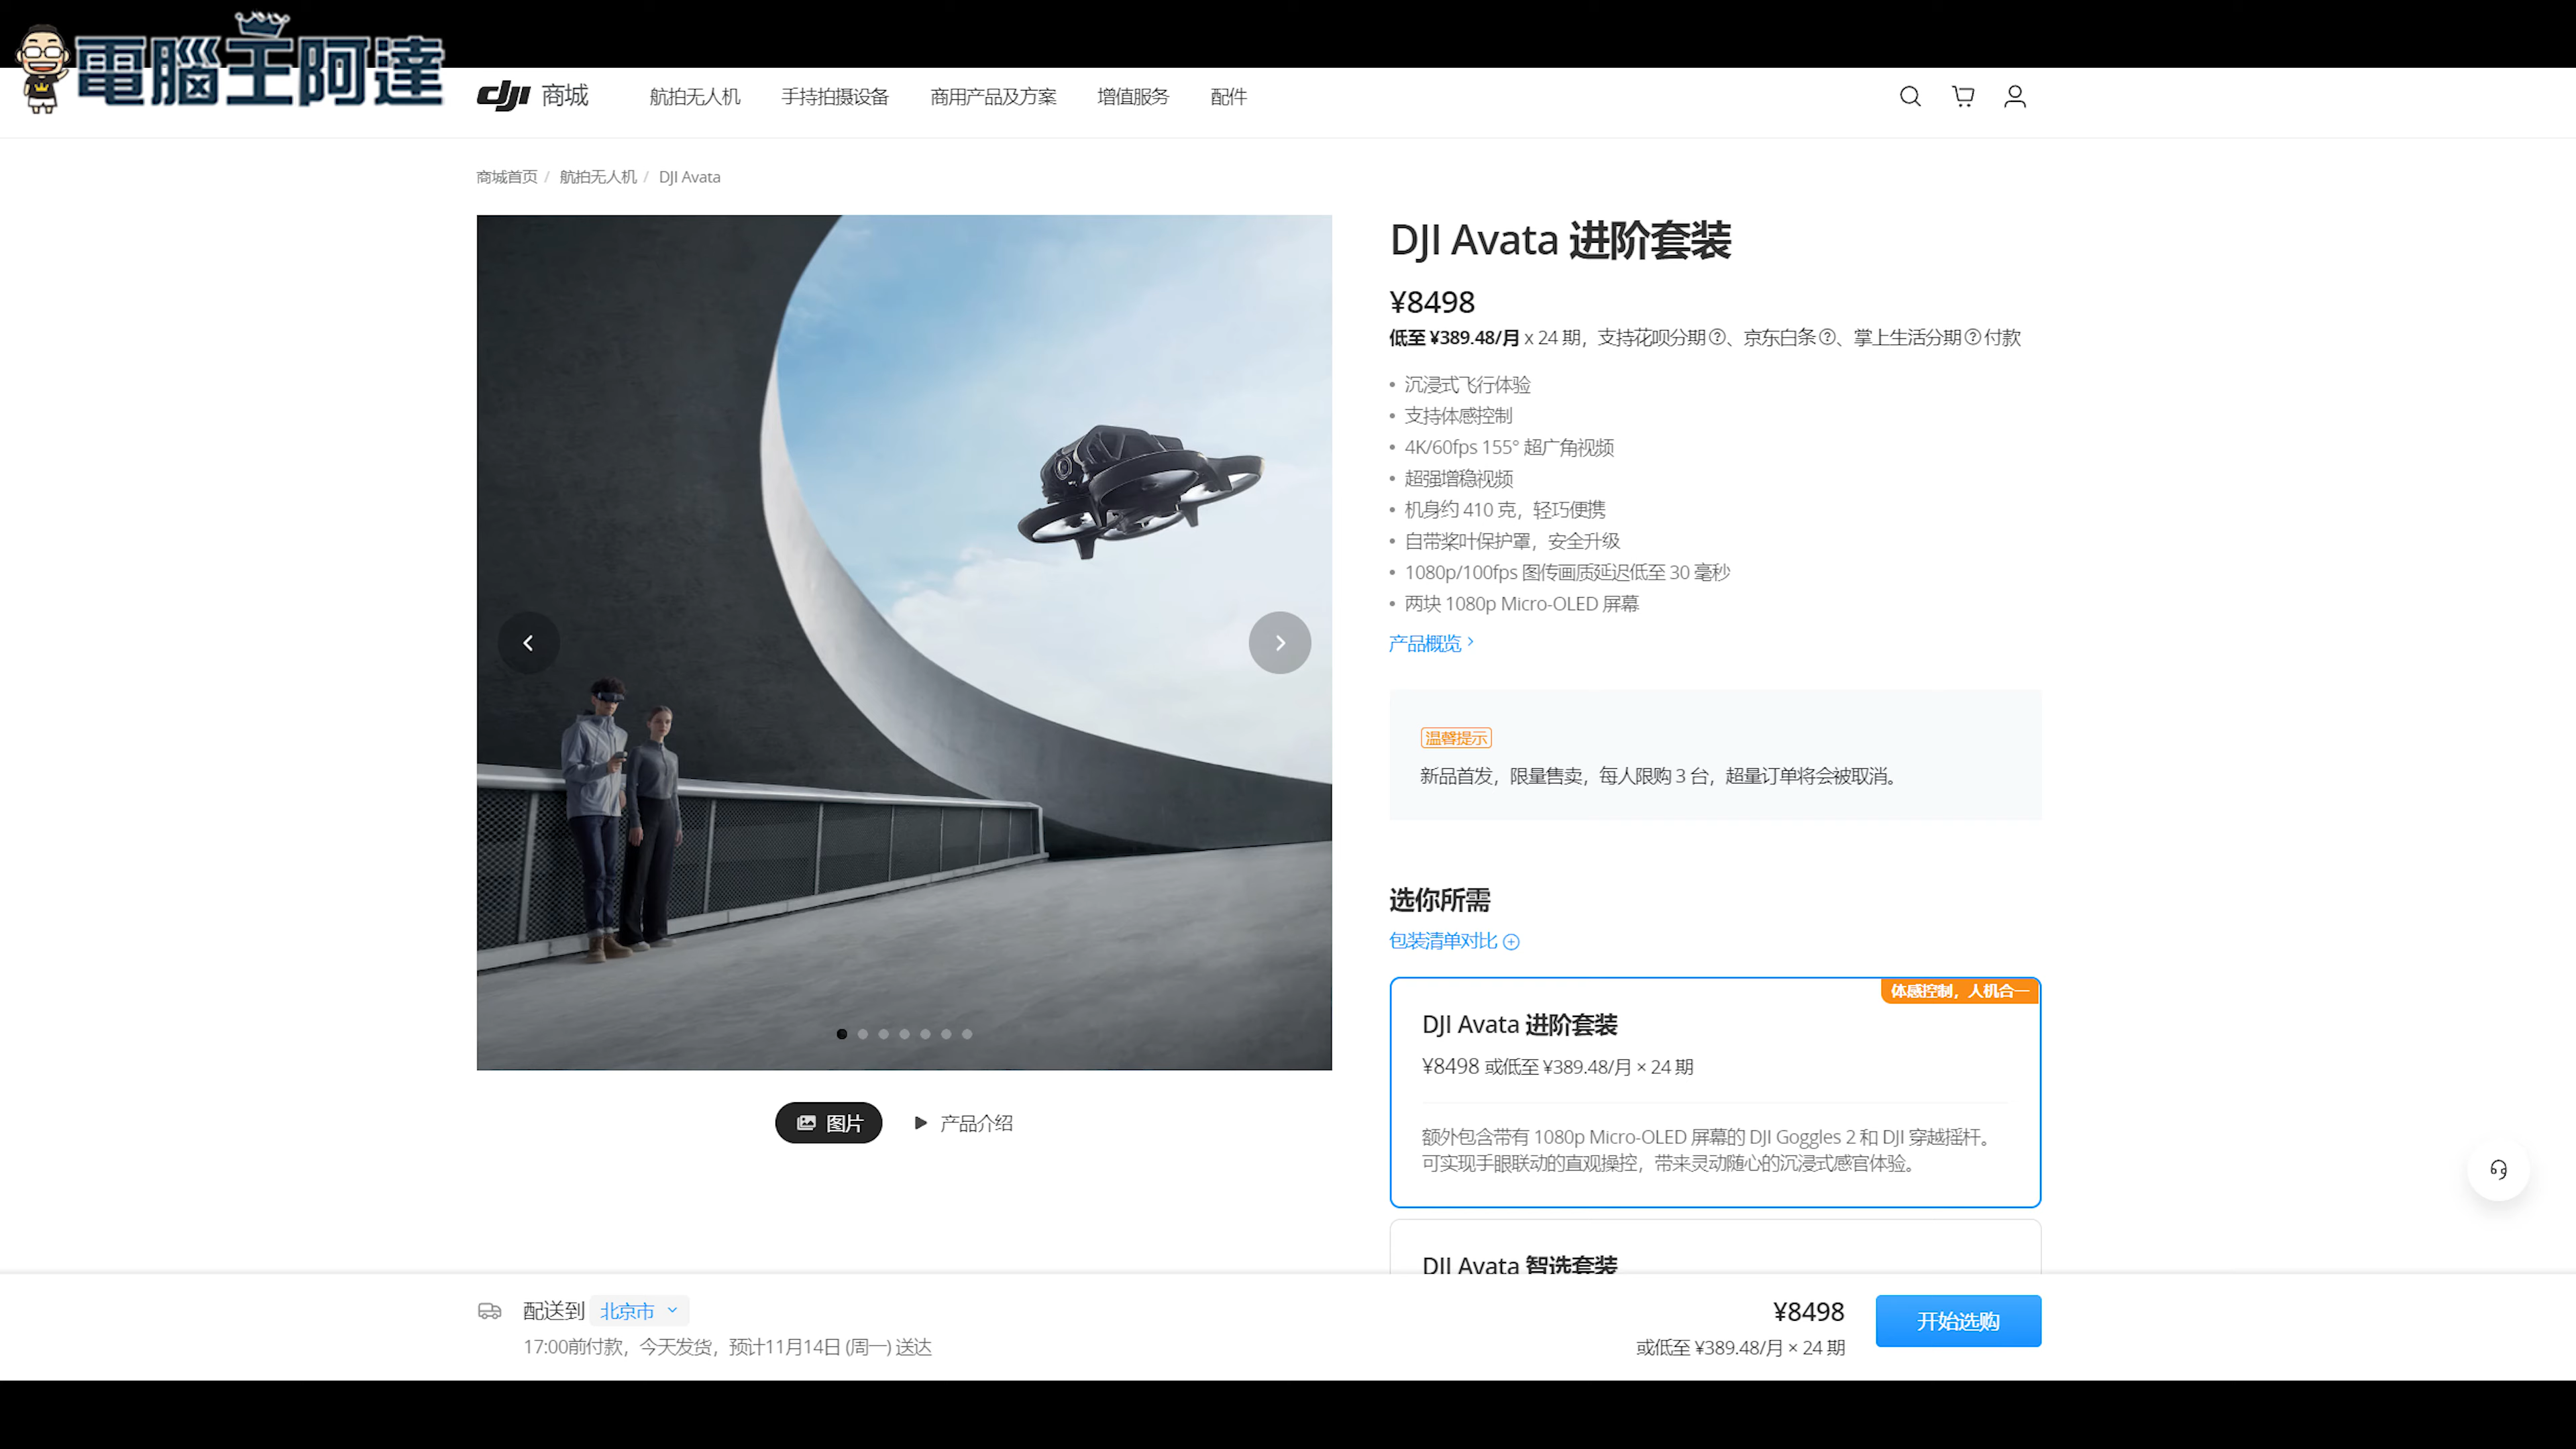 電腦王阿達
dji 商城
航拍无人机
手持拍摄设备
商用产品及方案
增值服务
配件
商城首页 / 航拍无人机 / DJI Avata
DJI Avata 进阶套装
¥8498
低至 ¥389.48/月 x 24 期，支持花呗分期?、京东白条?、掌上生活分期?付款
• 沉浸式飞行体验
• 支持体感控制
• 4K/60fps 155° 超广角视频
• 超强增稳视频
• 机身约 410 克，轻巧便携
• 自带桨叶保护罩，安全升级
• 1080p/100fps 图传画质延迟低至 30 毫秒
• 两块 1080p Micro-OLED 屏幕
产品概览 >
温馨提示
新品首发，限量售卖，每人限购 3 台，超量订单将会被取消。
选你所需
包装清单对比
体感控制，人机合一
DJI Avata 进阶套装
¥8498 或低至 ¥389.48/月 × 24 期
额外包含带有 1080p Micro-OLED 屏幕的 DJI Goggles 2 和 DJI 穿越摇杆。
可实现手眼联动的直观操控，带来灵动随心的沉浸式感官体验。
DJI Avata 智选套装
图片
产品介绍
配送到 北京市
17:00前付款，今天发货，预计11月14日 (周一) 送达
¥8498
或低至 ¥389.48/月 × 24 期
开始选购